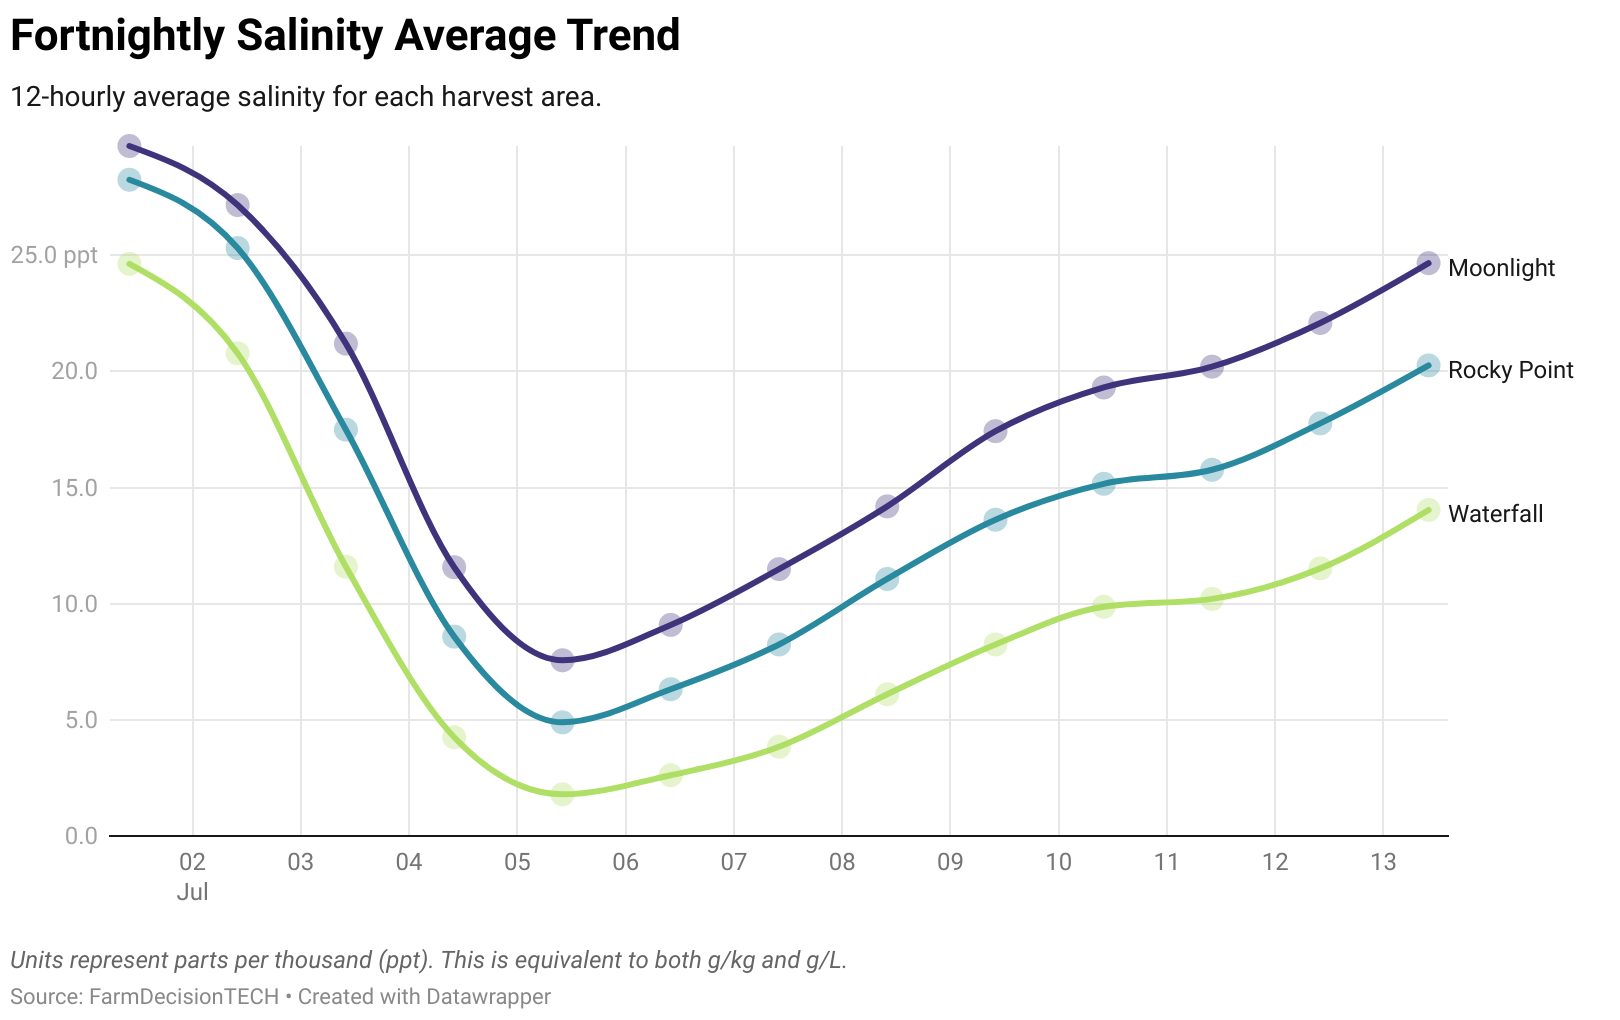 Fortnightly Salinity Average Trend
12-hourly average salinity for each harvest area.
25.0 ppt
20.0
15.0
10.0
5.0
0.0
Moonlight
Rocky Point
Waterfall
02 03 04 05 06 07 08 09 10 11 12 13
Jul
Units represent parts per thousand (ppt). This is equivalent to both g/kg and g/L.
Source: FarmDecisionTECH • Created with Datawrapper